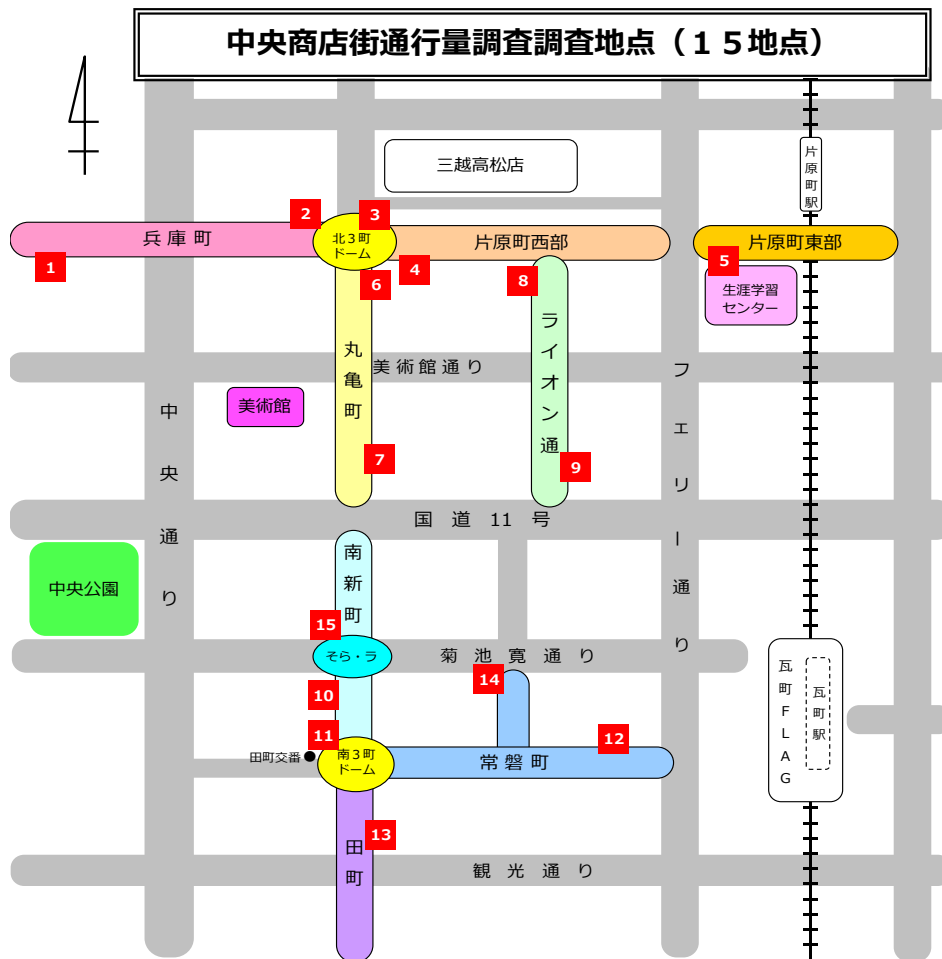 中央商店街通行量調査調査地点（１５地点）
三越高松店
片原町駅
2
3
兵庫町
北３町
ドーム
片原町西部
片原町東部
1
4
5
6
8
生涯学習
センター
丸亀町
ライオン通
美術館通り
フェリー通り
美術館
中央通り
7
9
国道11号
南新町
中央公園
15
そら・ラ
菊池寛通り
14
10
瓦町FLAG
瓦町駅
11
12
田町交番
南３町
ドーム
常磐町
13
田町
観光通り